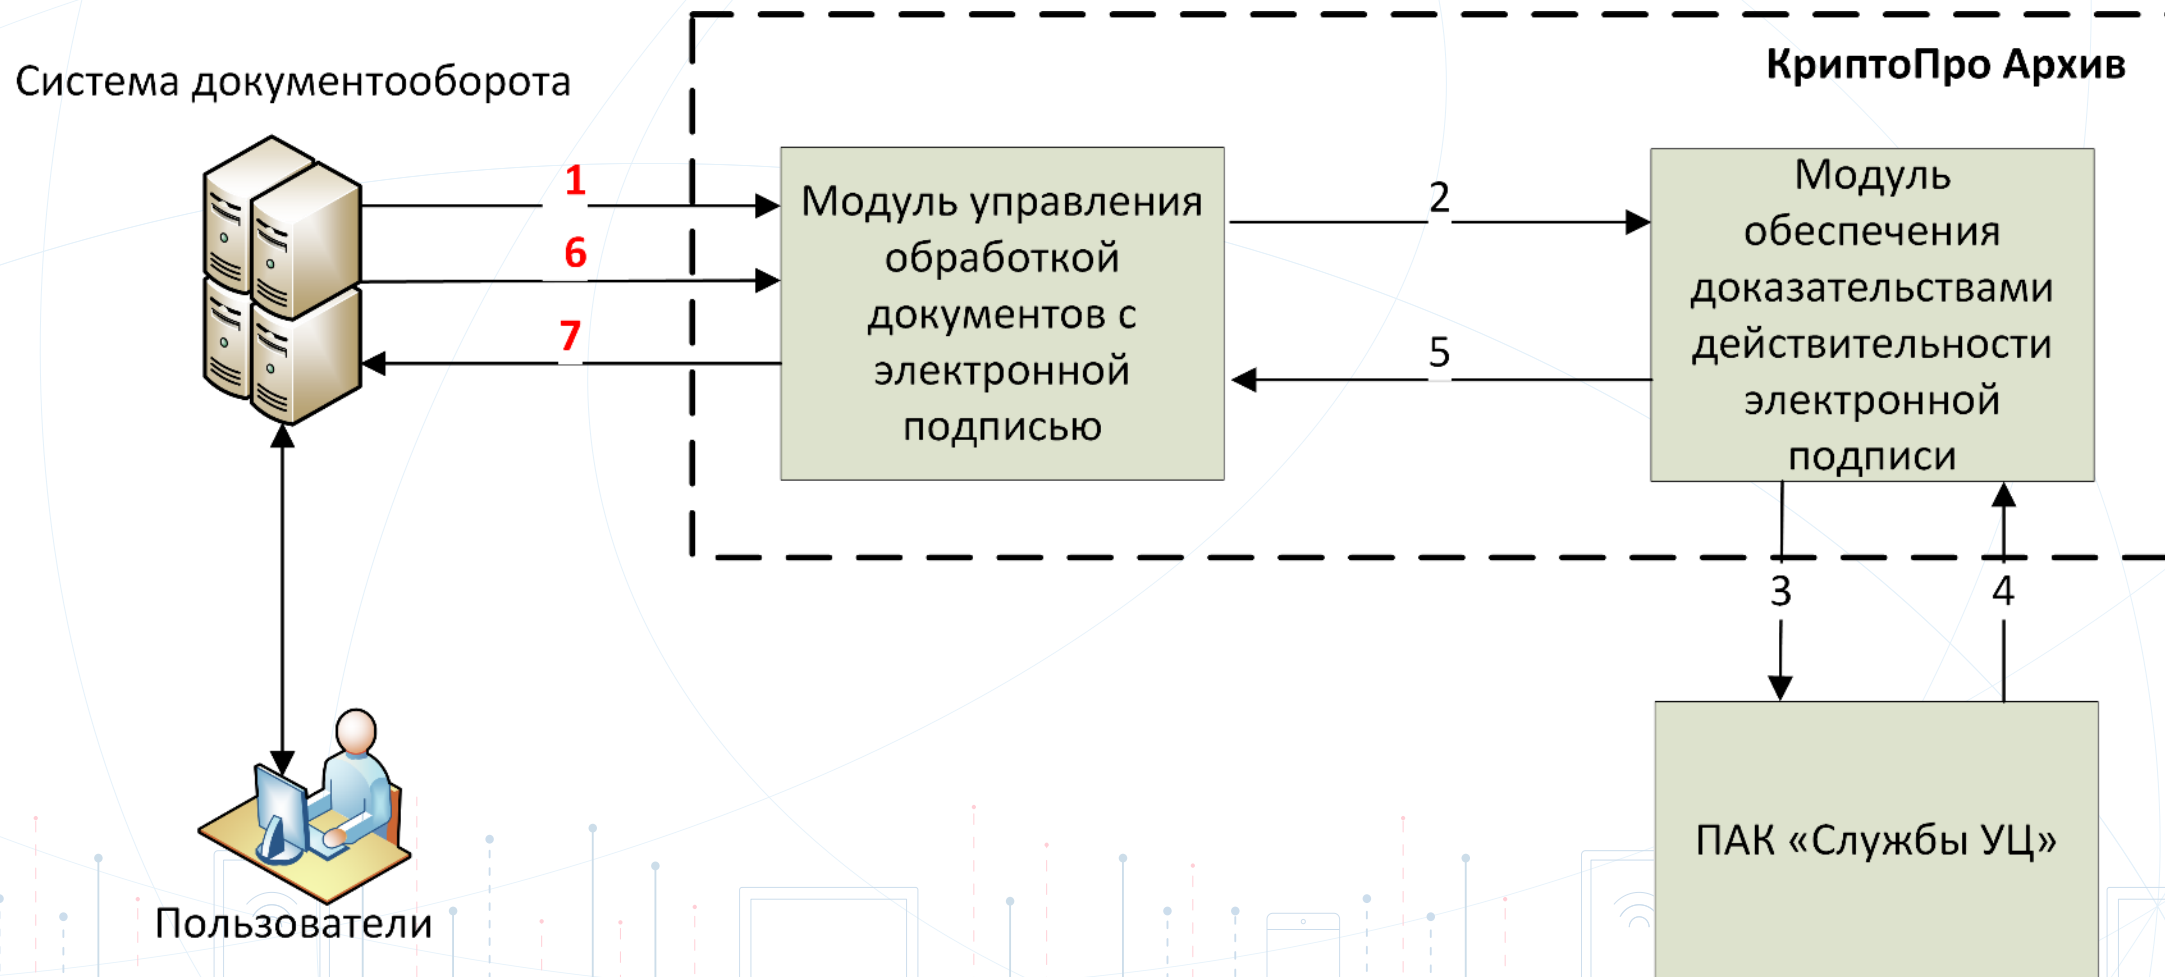 КриптоПро Архив
Система документооборота
1
6
7
Модуль управления
обработкой
документов с
электронной
подписью
2
5
Модуль
обеспечения
доказательствами
действительности
электронной
подписи
3
4
ПАК «Службы УЦ»
Пользователи